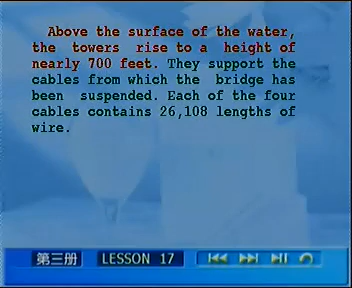 Above the surface of the water,
the towers rise to a height of
nearly 700 feet. They support the
cables from which the bridge has
been suspended. Each of the four
cables contains 26,108 lengths of
wire.
第三册 LESSON 17